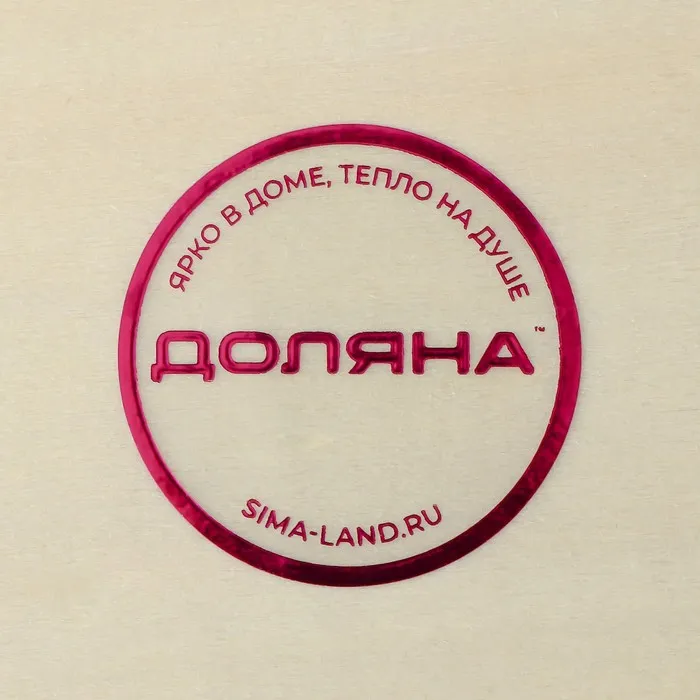 ЯРКО В ДОМЕ, ТЕПЛО НА ДУШЕ
ДОЛЯНА™
SIMA-LAND.RU